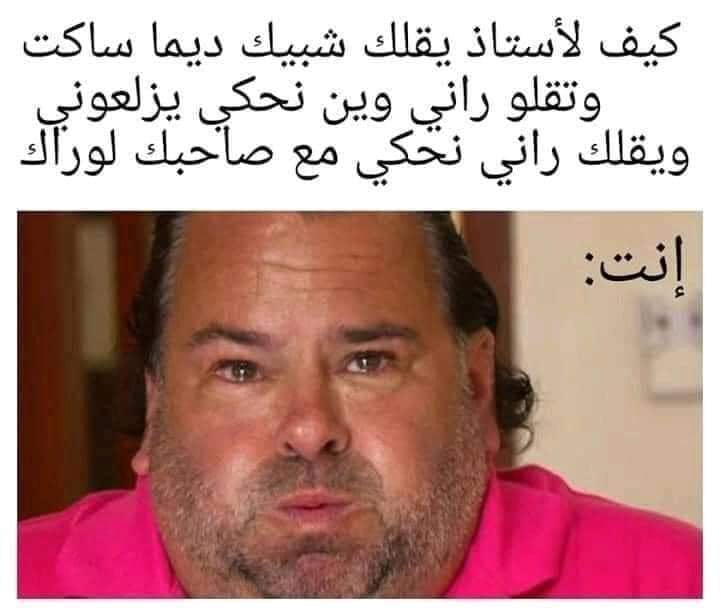 كيف لأستاذ يقلك شبيك ديما ساكت
وتقلو راني وين نحكي يزلعوني
ويقلك راني نحكي مع صاحبك لوراك
إنت: